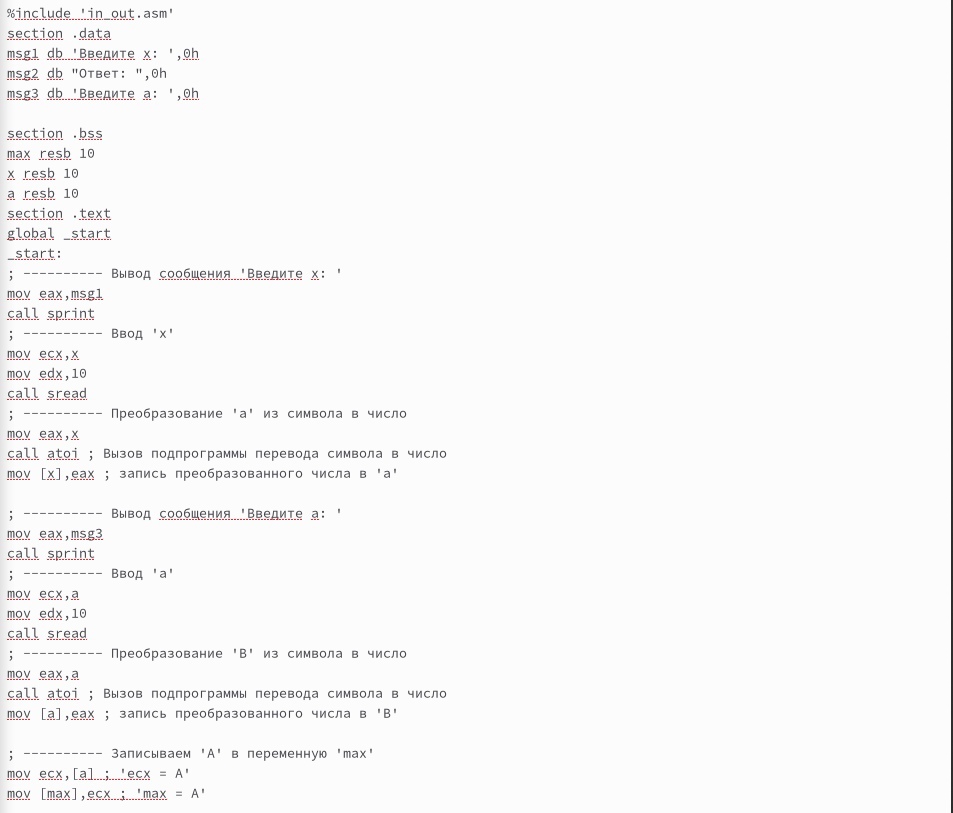 %include 'in_out.asm'
section .data
msg1 db 'Введите x: ',0h
msg2 db "Ответ: ",0h
msg3 db 'Введите a: ',0h
section .bss
max resb 10
x resb 10
a resb 10
section .text
global _start
_start:
; ---------- Вывод сообщения 'Введите x: '
mov eax,msg1
call sprint
; ---------- Ввод 'x'
mov ecx,x
mov edx,10
call sread
; ---------- Преобразование 'a' из символа в число
mov eax,x
call atoi ; Вызов подпрограммы перевода символа в число
mov [x],eax ; запись преобразованного числа в 'a'
; ---------- Вывод сообщения 'Введите a: '
mov eax,msg3
call sprint
; ---------- Ввод 'a'
mov ecx,a
mov edx,10
call sread
; ---------- Преобразование 'B' из символа в число
mov eax,a
call atoi ; Вызов подпрограммы перевода символа в число
mov [a],eax ; запись преобразованного числа в 'B'
; ---------- Записываем 'A' в переменную 'max'
mov ecx,[a] ; 'ecx = A'
mov [max],ecx ; 'max = A'